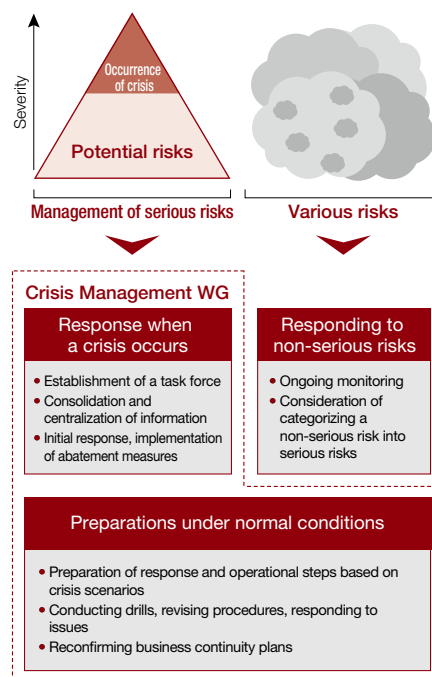 Severity
Occurrence
of crisis
Potential risks
Management of serious risks
Various risks
Crisis Management WG
Response when
a crisis occurs
• Establishment of a task force
• Consolidation and
centralization of information
• Initial response, implementation
of abatement measures
Responding to
non-serious risks
• Ongoing monitoring
• Consideration of
categorizing a
non-serious risk into
serious risks
Preparations under normal conditions
• Preparation of response and operational steps based on
crisis scenarios
• Conducting drills, revising procedures, responding to
issues
• Reconfirming business continuity plans